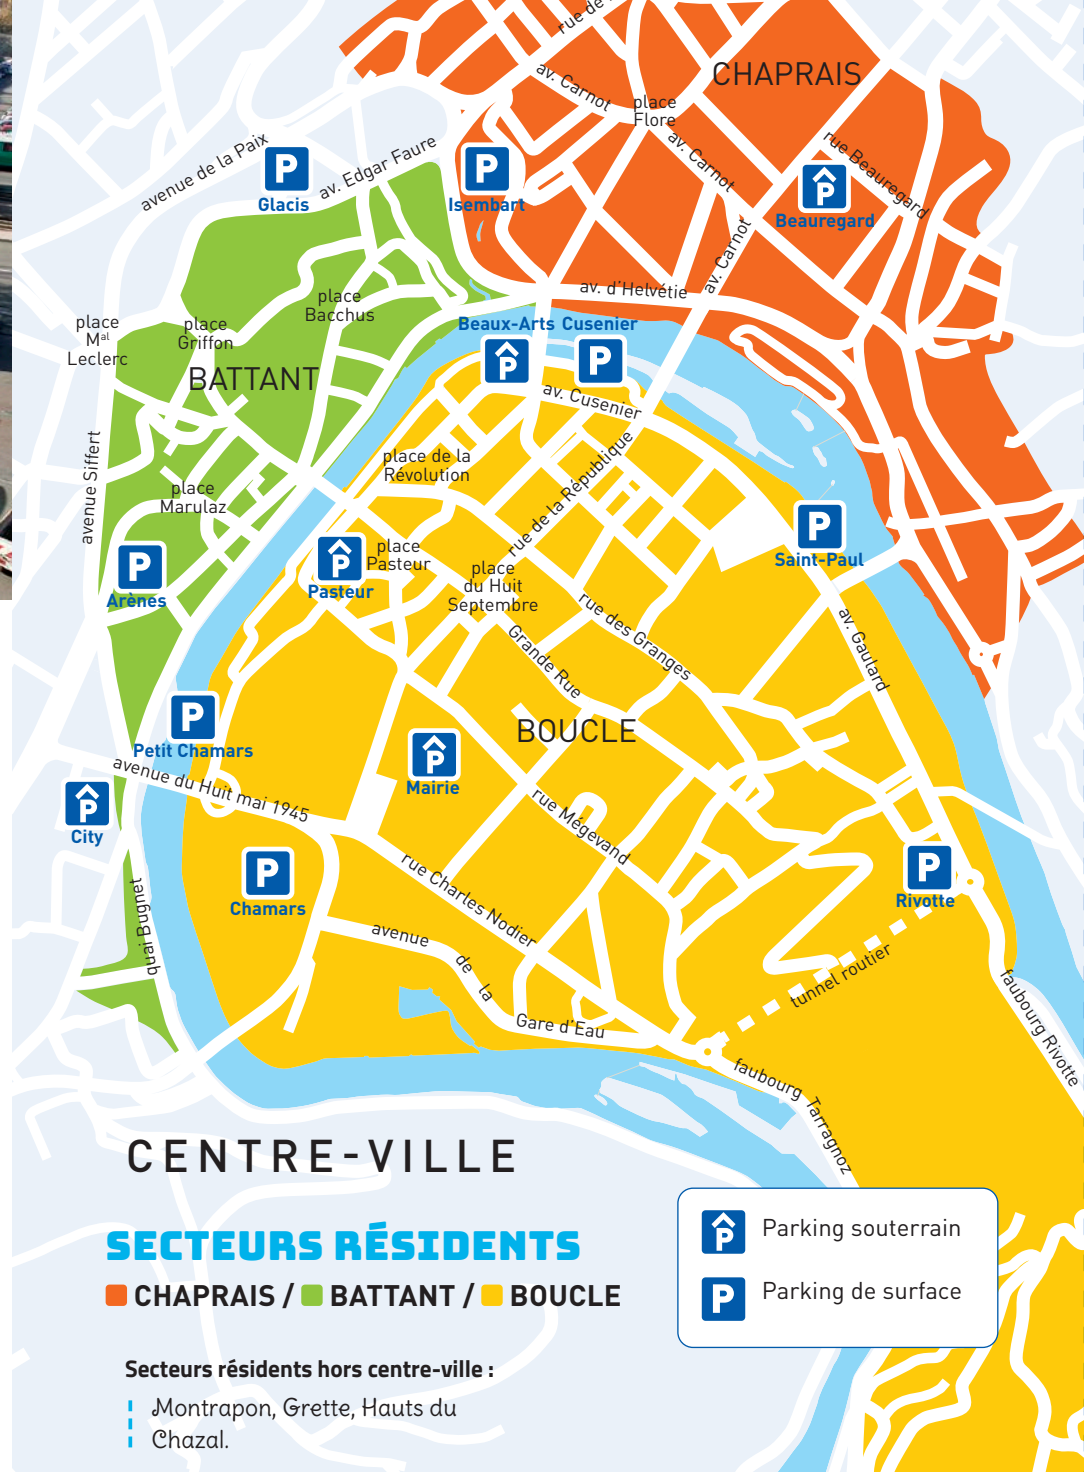 rue de
CHAPRAIS
av. Carnot
place
Flore
av. Carnot
rue Beauregard
avenue de la Paix
av. Edgar Faure
Glacis
Isembart
Beauregard
av. Carnot
av. d'Helvétie
place
Bacchus
place
Mal
Leclerc
place
Griffon
Beaux-Arts
Cusenier
BATTANT
av. Cusenier
avenue Siffert
place de la
Révolution
rue de la République
place
Marulaz
place
Pasteur
Saint-Paul
place
du Huit
Septembre
Arènes
Pasteur
rue des Granges
av. Gaulard
Grande Rue
BOUCLE
Petit Chamars
avenue du Huit mai 1945
Mairie
City
rue Mégevand
rue Charles Nodier
Chamars
Rivotte
quai Bugnet
avenue
de
la
Gare d'Eau
tunnel routier
faubourg Rivotte
faubourg
Tarragnoz
CENTRE-VILLE
SECTEURS RÉSIDENTS
CHAPRAIS / BATTANT / BOUCLE
P Parking souterrain
P Parking de surface
Secteurs résidents hors centre-ville :
Montrapon, Grette, Hauts du
Chazal.